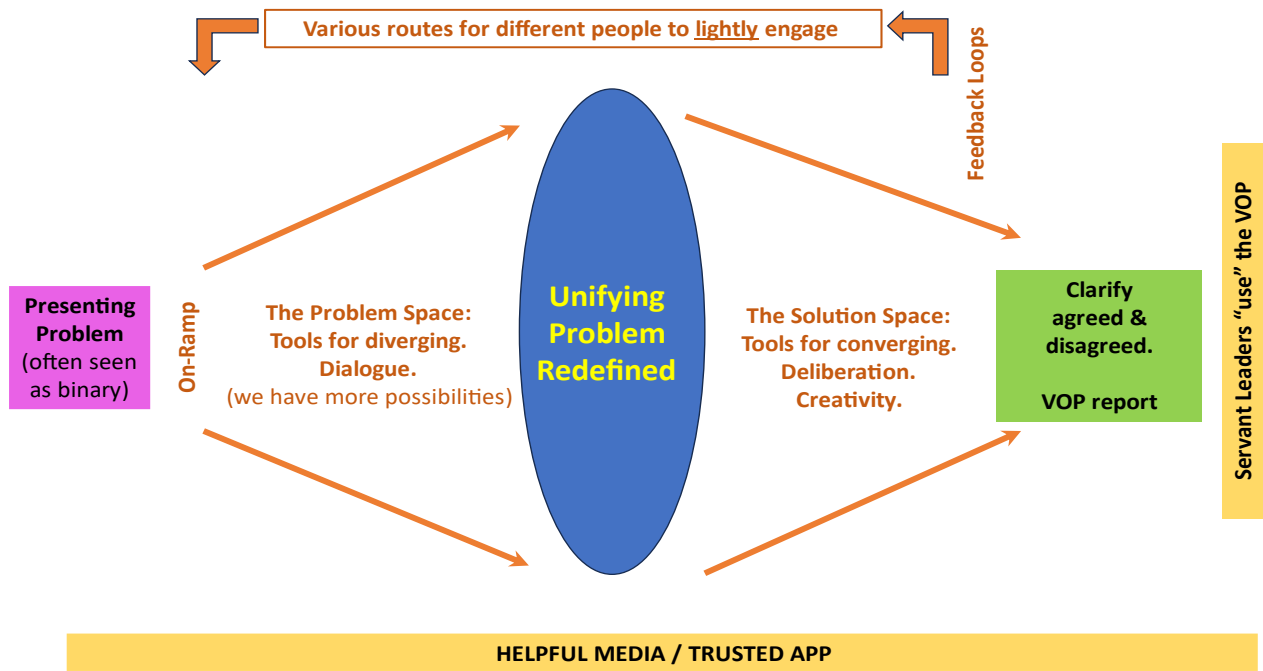 Various routes for different people to lightly engage
Feedback Loops
Presenting
Problem
(often seen
as binary)
On-Ramp
The Problem Space:
Tools for diverging.
Dialogue.
(we have more possibilities)
Unifying
Problem
Redefined
The Solution Space:
Tools for converging.
Deliberation.
Creativity.
Clarify
agreed &
disagreed.
VOP report
Servant Leaders “use” the VOP
HELPFUL MEDIA / TRUSTED APP